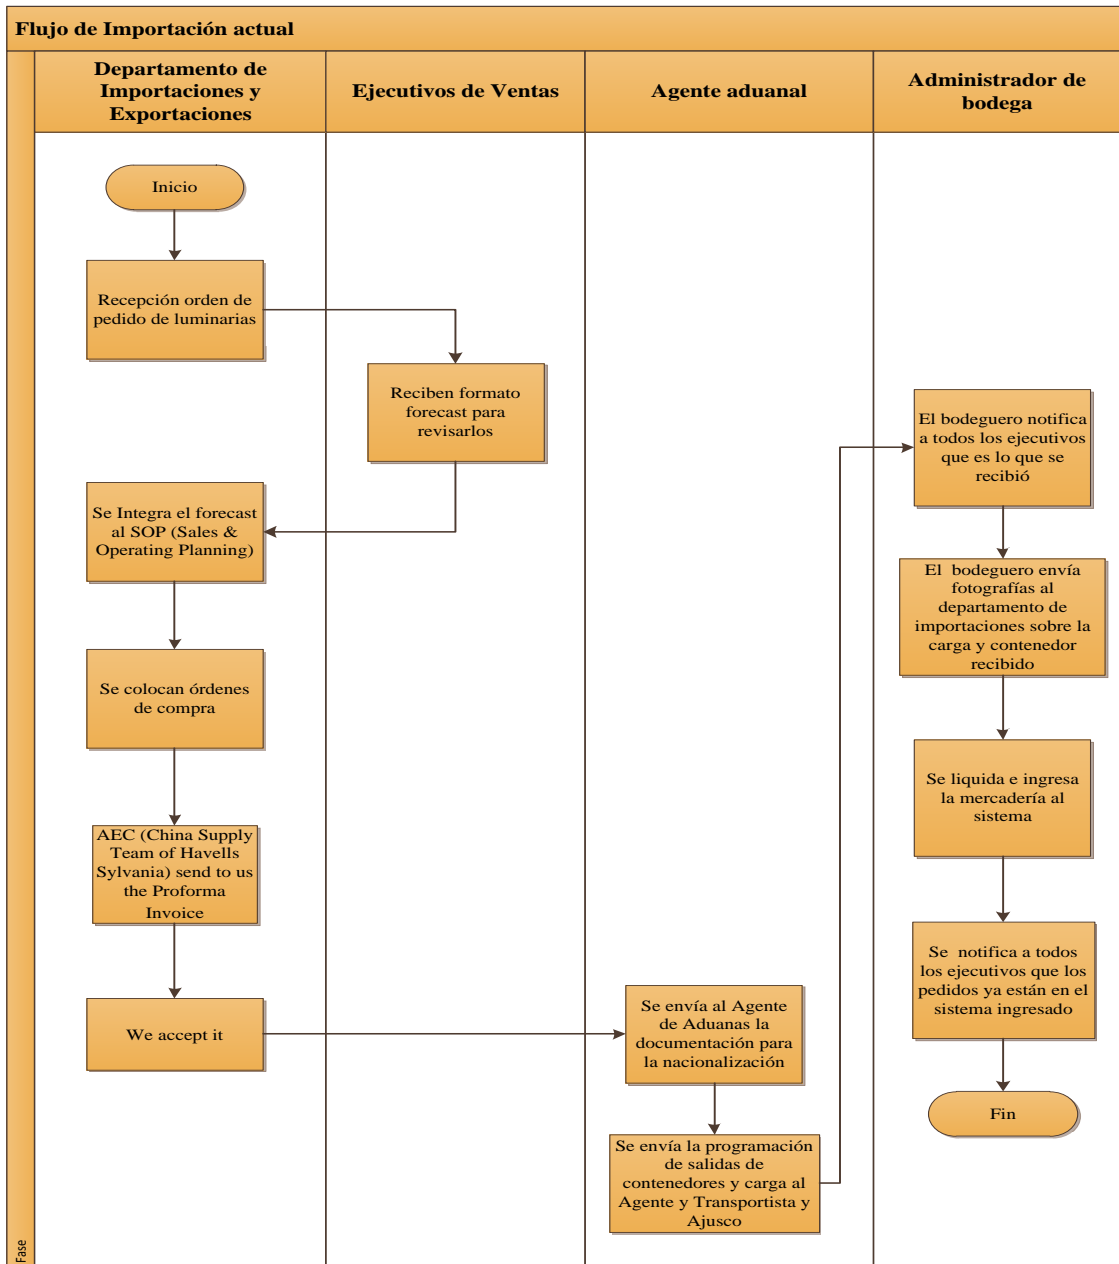 Flujo de Importación actual
Departamento de
Importaciones y
Exportaciones
Ejecutivos de Ventas
Agente aduanal
Administrador de
bodega
Inicio
Recepción orden de
pedido de luminarias
Reciben formato
forecast para
revisarlos
Se Integra el forecast
al SOP (Sales &
Operating Planning)
Se colocan órdenes
de compra
AEC (China Supply
Team of Havells
Sylvania) send to us
the Proforma
Invoice
We accept it
Se envía al Agente
de Aduanas la
documentación para
la nacionalización
Se envía la programación
de salidas de
contenedores y carga al
Agente y Transportista y
Ajusco
El bodeguero notifica
a todos los ejecutivos
que es lo que se
recibió
El  bodeguero envía
fotografías al
departamento de
importaciones sobre la
carga y contenedor
recibido
Se liquida e ingresa
la mercadería al
sistema
Se  notifica a todos
los ejecutivos que los
pedidos ya están en el
sistema ingresado
Fin
Fase